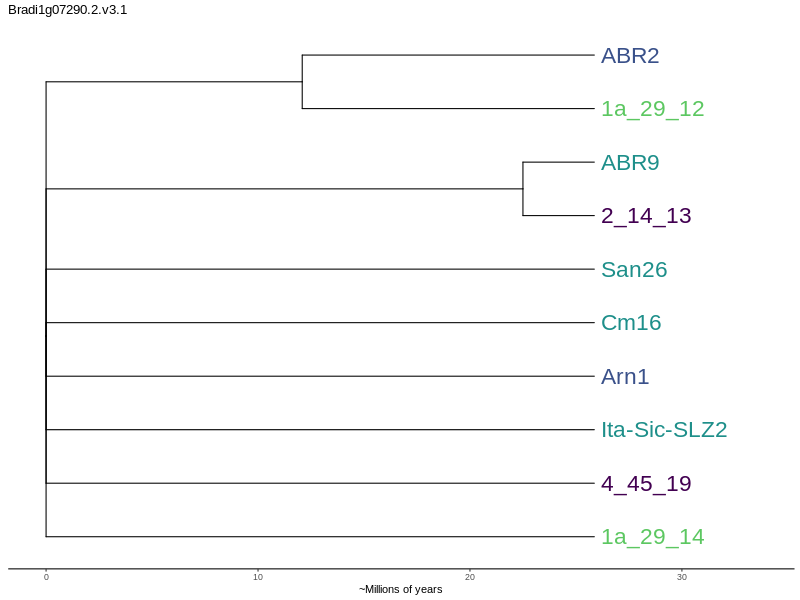 Bradi1g07290.2.v3.1
ABR2
1a_29_12
ABR9
2_14_13
San26
Cm16
Arn1
Ita-Sic-SLZ2
4_45_19
1a_29_14
0 10 20 30
~Millions of years